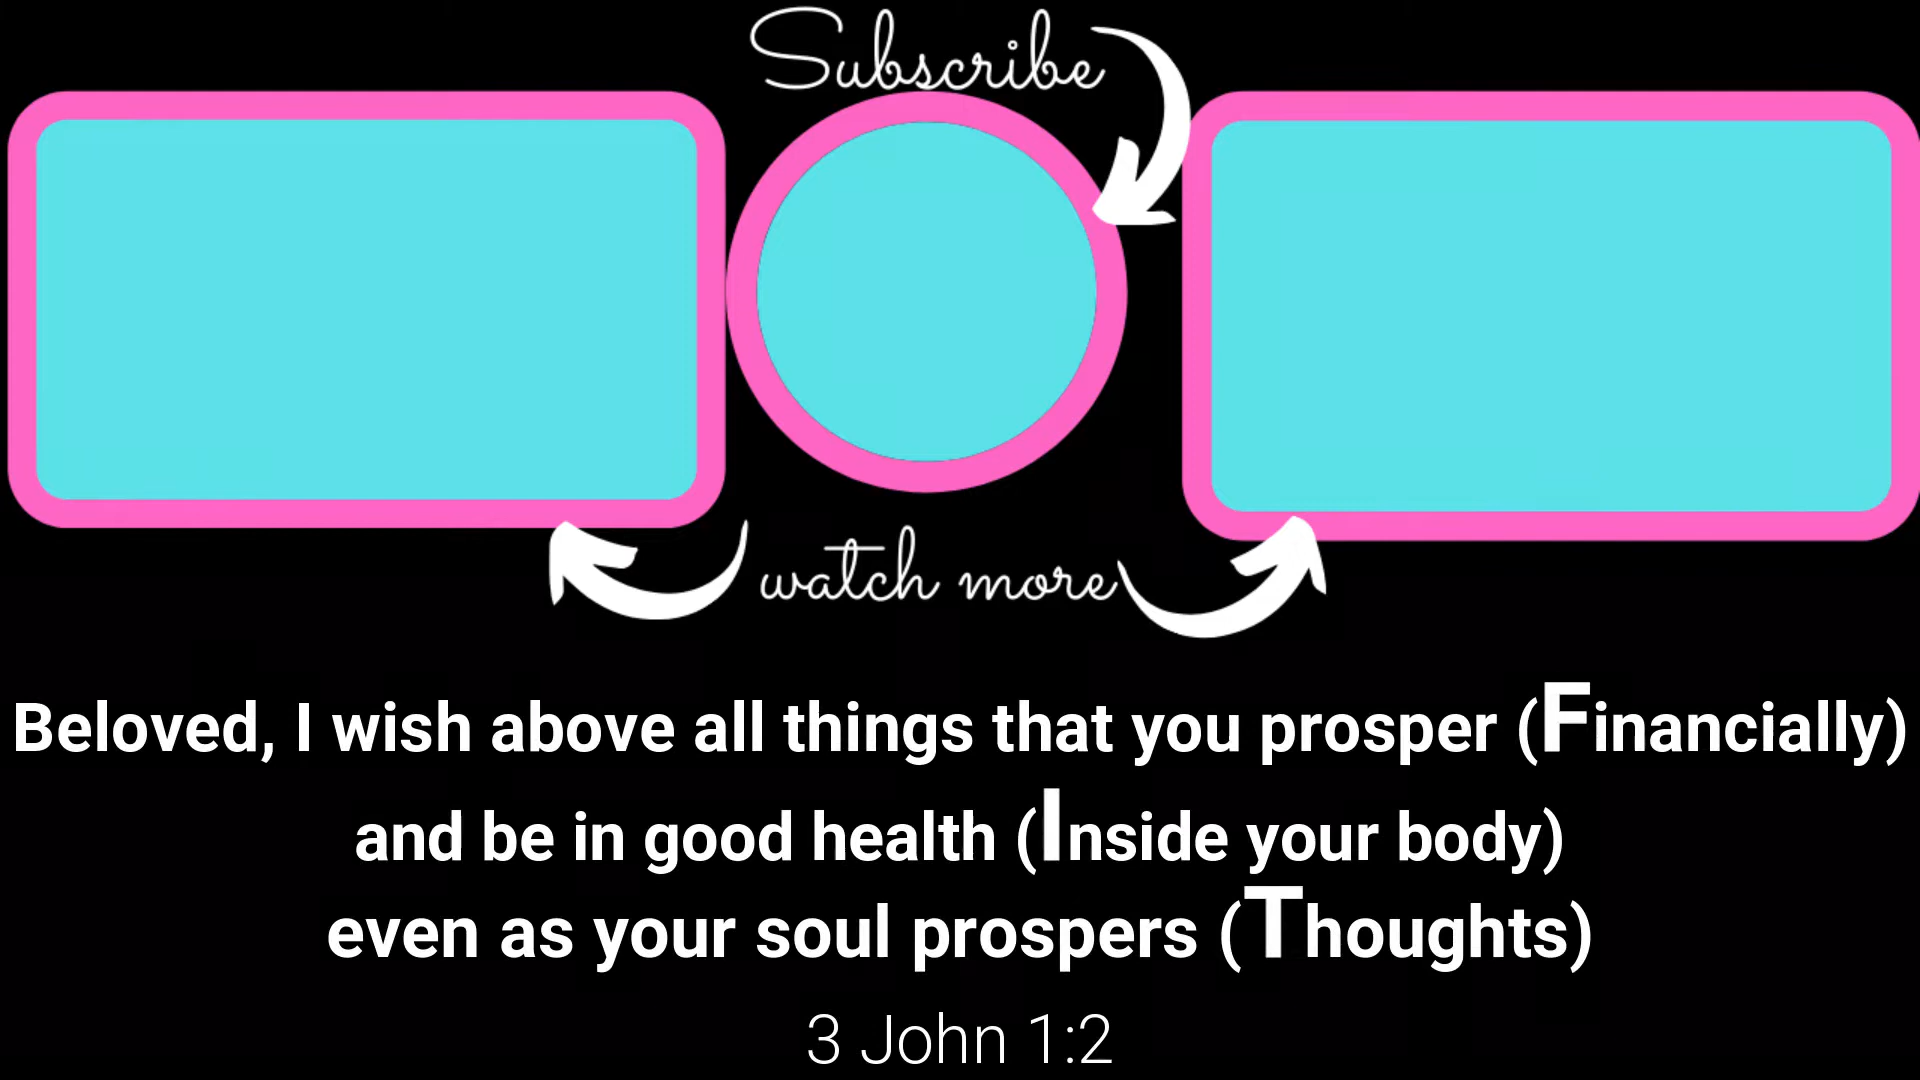 Subscribe
watch more
Beloved, I wish above all things that you prosper (Financially)
and be in good health (Inside your body)
even as your soul prospers (Thoughts)
3 John 1:2